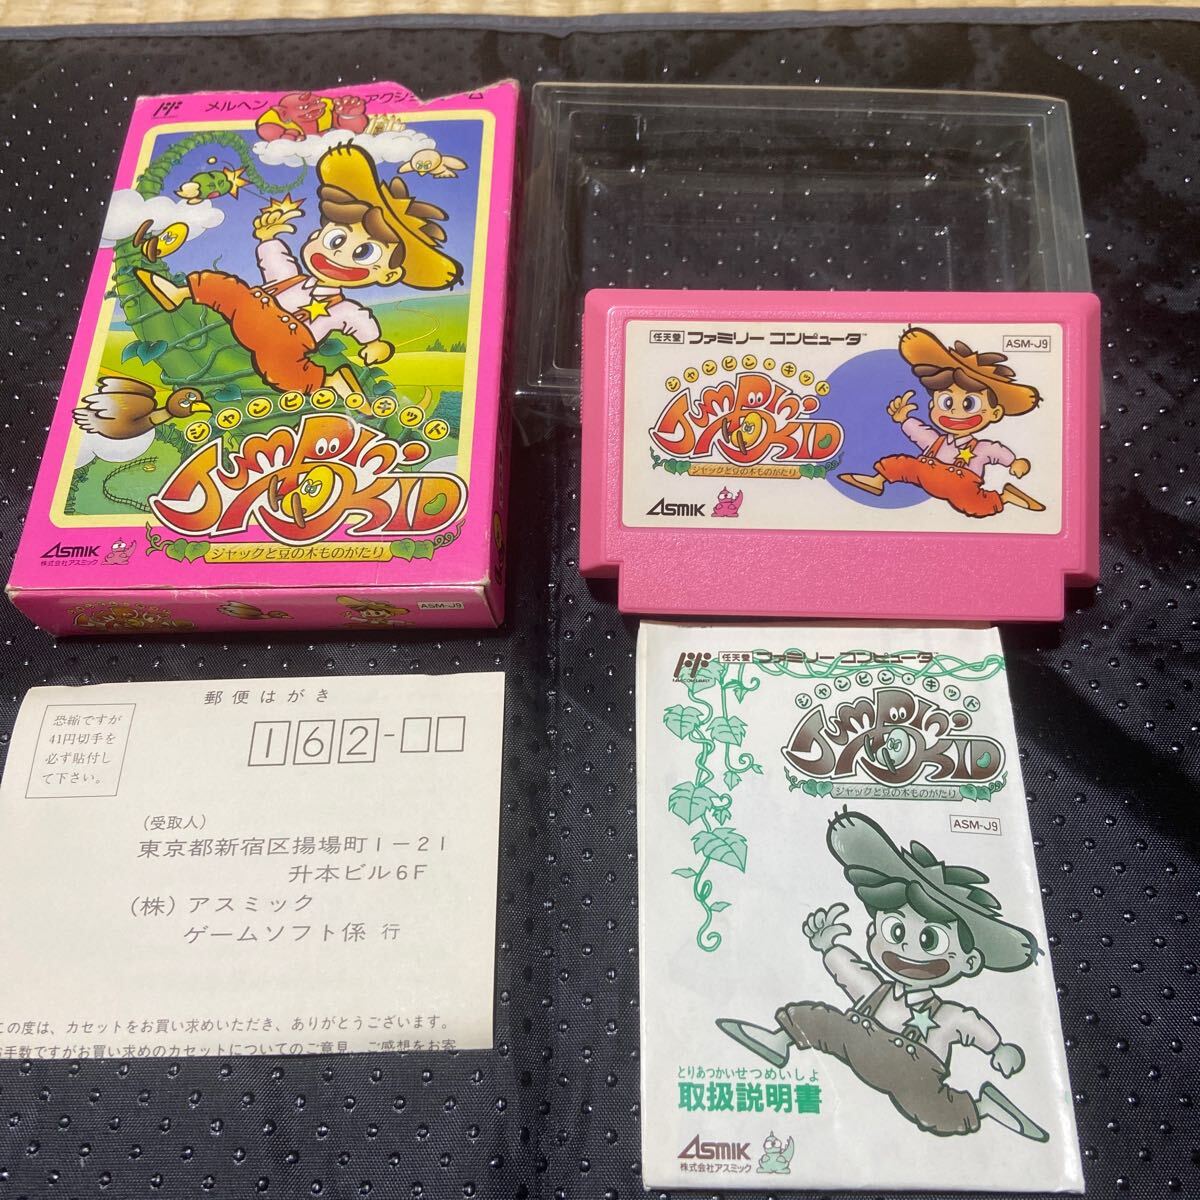 メルヘン
アクショ
ム
ジャンピン・キッド
JUMPIN' KID
ジャックと豆の木ものがたり
ASMIK
株式会社アスミック
ASM-J9
任天堂 ファミリーコンピュータ™
ASM-J9
ジャンピン・キッド
JUMPIN' KID
ジャックと豆の木ものがたり
ASMIK
郵便はがき
恐縮ですが
41円切手を
必ず貼付し
て下さい。
162-
(受取人)
東京都新宿区揚場町1-21
升本ビル6F
(株)アスミック
ゲームソフト係 行
この度は、カセットをお買い求めいただき、ありがとうございます。
お手数ですがお買い求めのカセットについてのご意見、ご感想をお寄
任天堂 ファミリーコンピュータ™
ジャンピン・キッド
JUMPIN' KID
ジャックと豆の木ものがたり
ASM-J9
とりあつかいせつめいしょ
取扱説明書
ASMIK
株式会社アスミック